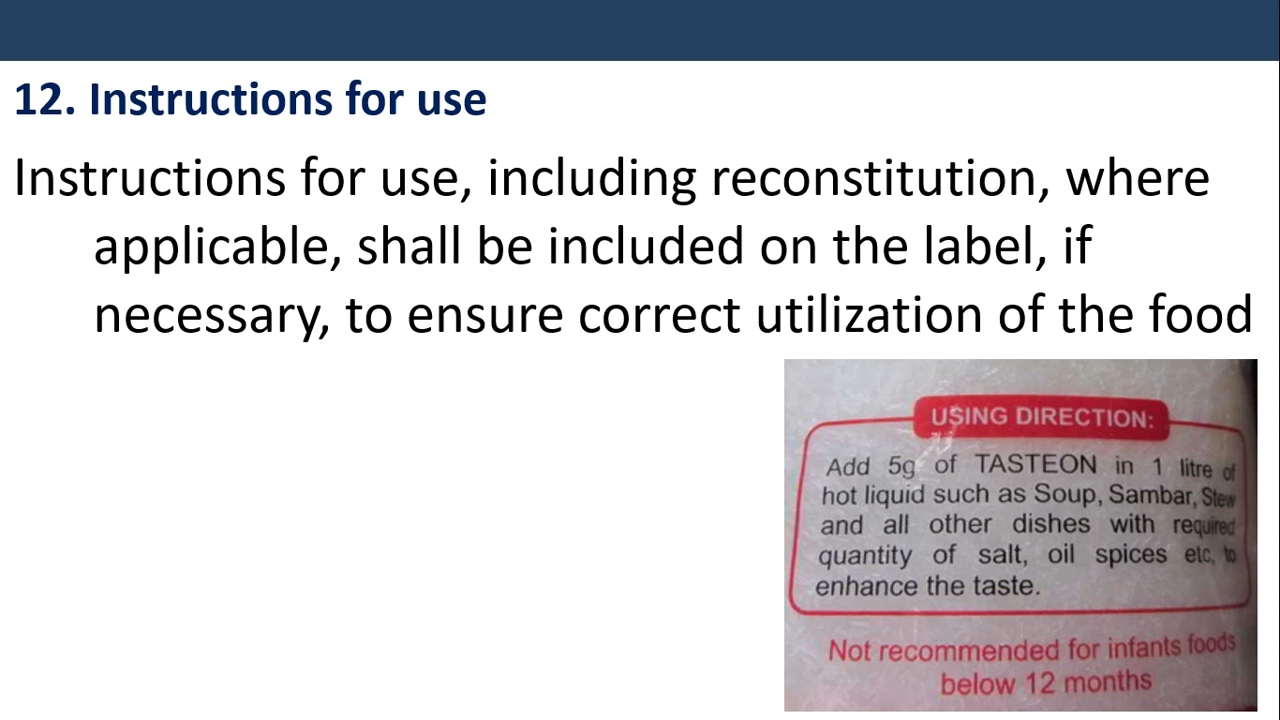 12. Instructions for use
Instructions for use, including reconstitution, where
applicable, shall be included on the label, if
necessary, to ensure correct utilization of the food
USING DIRECTION:
Add 5g of TASTEON in 1 litre of
hot liquid such as Soup, Sambar, Stew
and all other dishes with required
quantity of salt, oil spices etc, to
enhance the taste.
Not recommended for infants foods
below 12 months